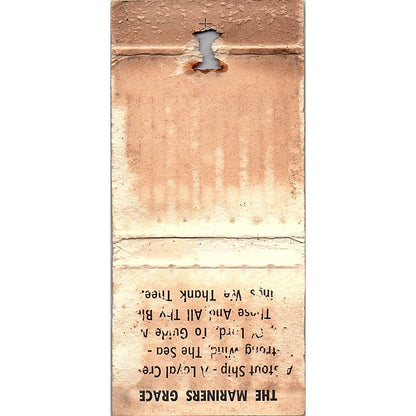 THE MARINERS GRACE
A Stout Ship - A Loyal Cre
trong Wind, The Sea -
Lord, To Guide
These And All Thy Bl
ings We Thank Thee.